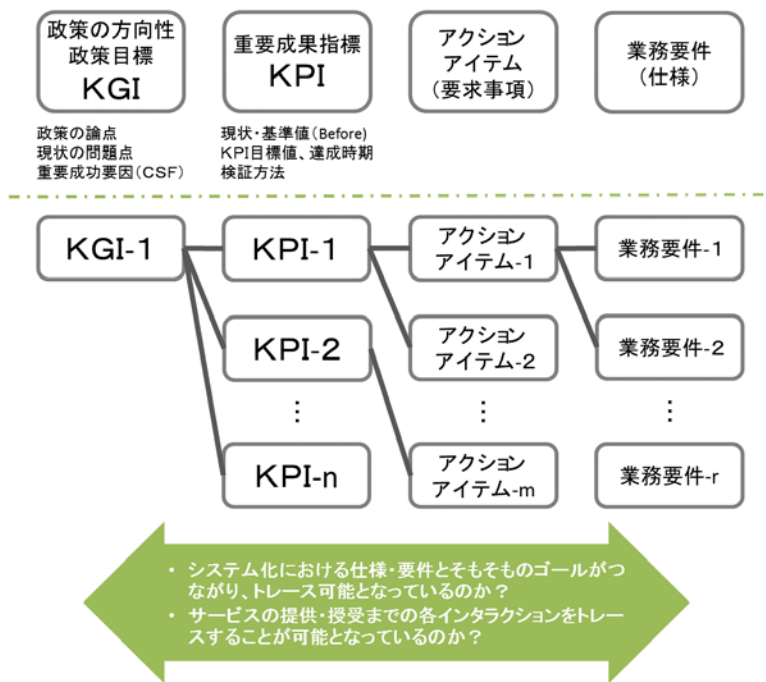 政策の方向性
政策目標
KGI
重要成果指標
KPI
アクション
アイテム
(要求事項)
業務要件
(仕様)
政策の論点
現状の問題点
重要成功要因(CSF)
現状・基準値(Before)
KPI目標値、達成時期
検証方法
KGI-1
KPI-1
アクション
アイテム-1
業務要件-1
KPI-2
アクション
アイテム-2
業務要件-2
⋮
⋮
⋮
KPI-n
アクション
アイテム-m
業務要件-r
・ システム化における仕様・要件とそもそものゴールがつ
ながり、トレース可能となっているのか？
・ サービスの提供・授受までの各インタラクションをトレー
スすることが可能となっているのか？